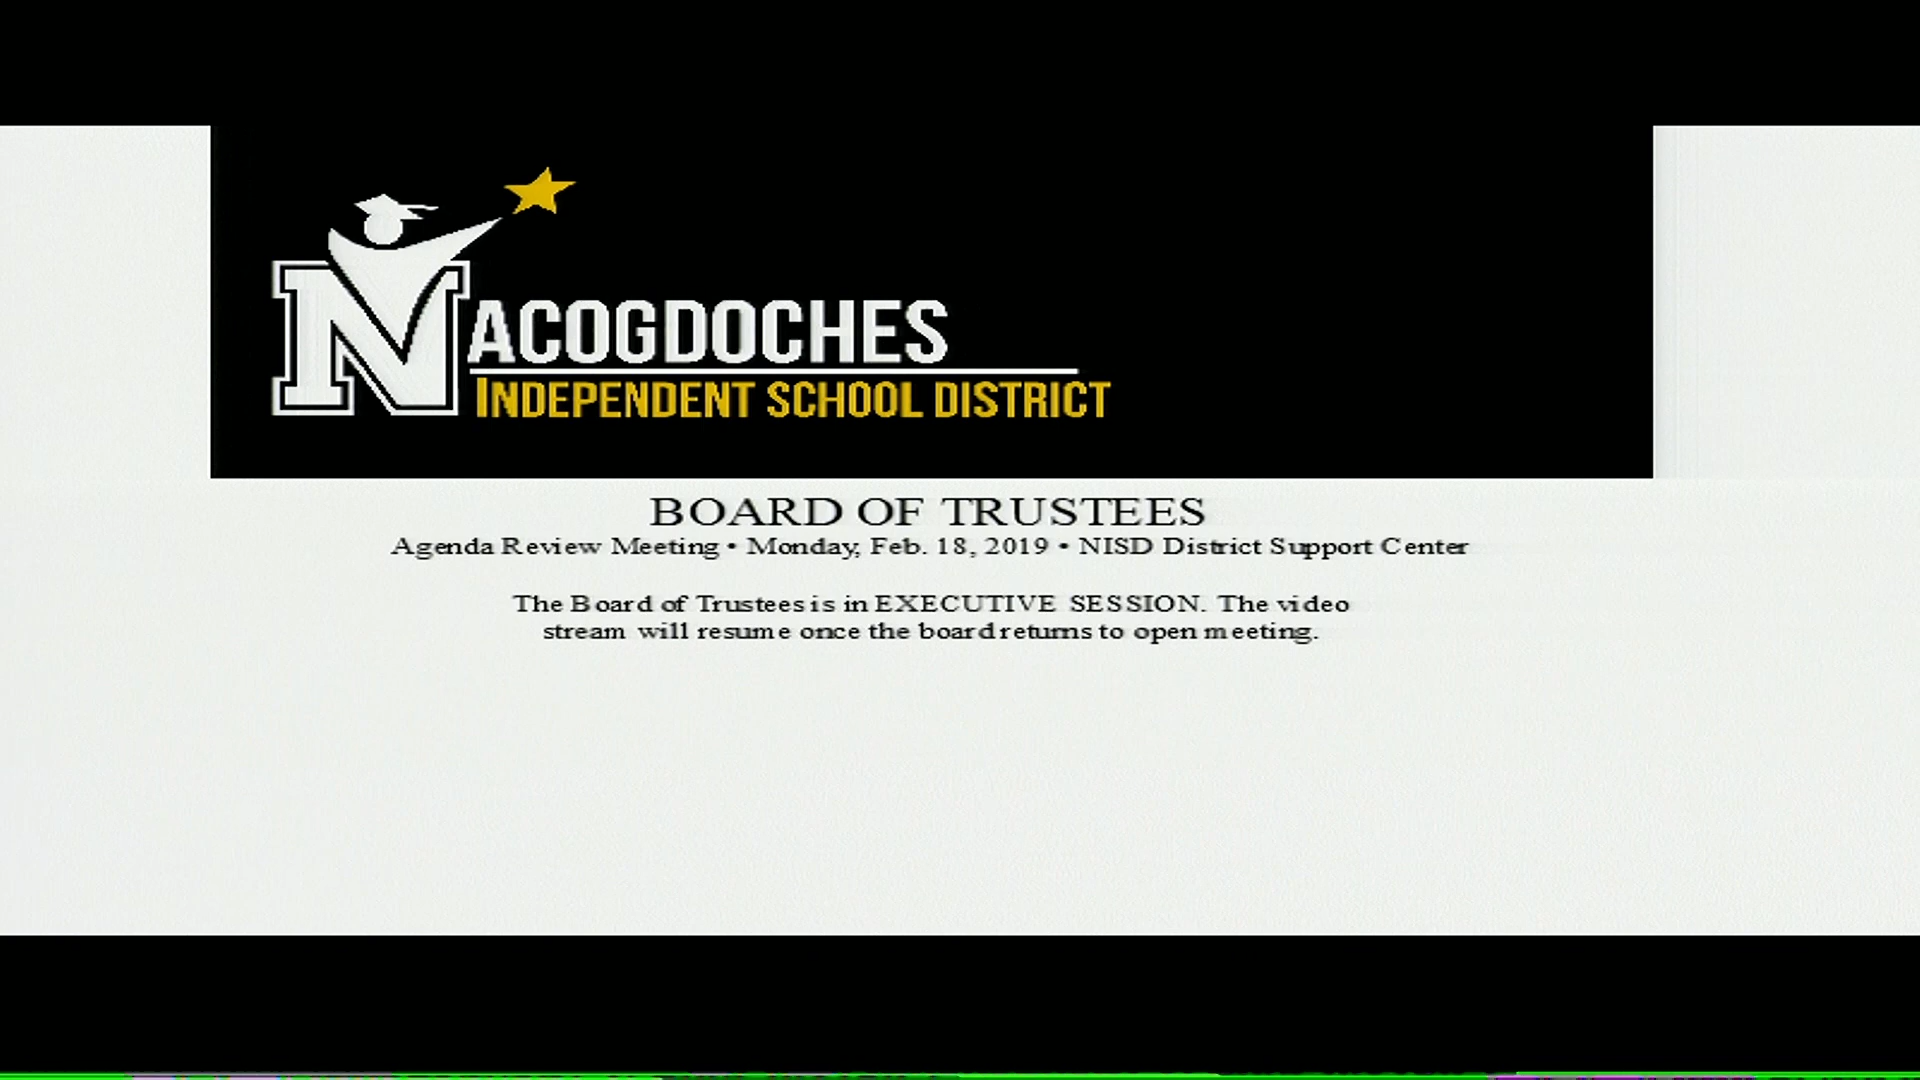 NACOGDOCHES
INDEPENDENT SCHOOL DISTRICT
BOARD OF TRUSTEES
Agenda Review Meeting • Monday, Feb. 18, 2019 • NISD District Support Center
The Board of Trustees is in EXECUTIVE SESSION. The video
stream will resume once the board returns to open meeting.